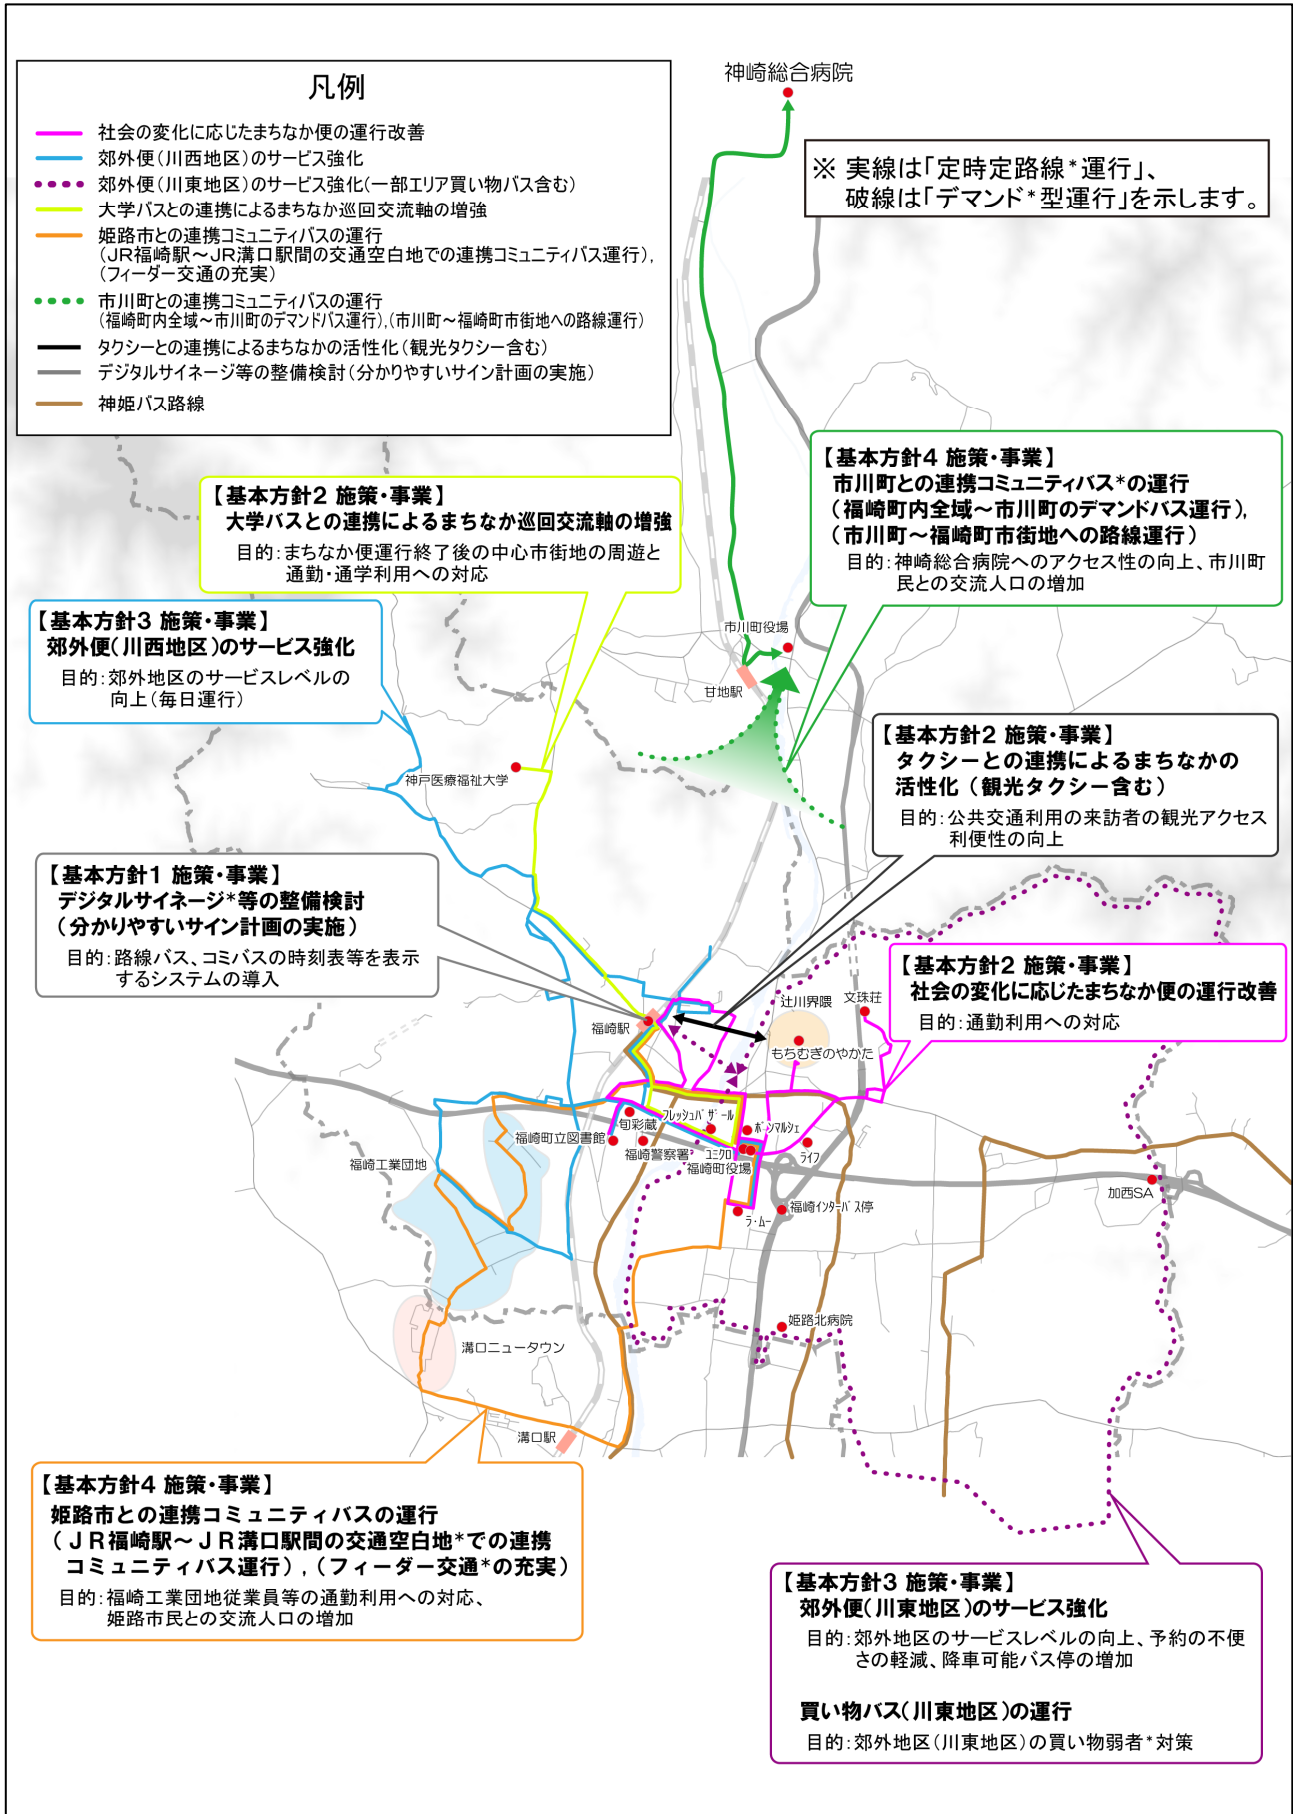 神崎総合病院
凡例
社会の変化に応じたまちなか便の運行改善
郊外便(川西地区)のサービス強化
郊外便(川東地区)のサービス強化(一部エリア買い物バス含む)
大学バスとの連携によるまちなか巡回交流軸の増強
姫路市との連携コミュニティバスの運行
(JR福崎駅～JR溝口駅間の交通空白地での連携コミュニティバス運行),
(フィーダー交通の充実)
市川町との連携コミュニティバスの運行
(福崎町内全域～市川町のデマンドバス運行),(市川町～福崎町市街地への路線運行)
タクシーとの連携によるまちなかの活性化(観光タクシー含む)
デジタルサイネージ等の整備検討(分かりやすいサイン計画の実施)
神姫バス路線
※ 実線は「定時定路線*運行」、
破線は「デマンド*型運行」を示します。
【基本方針4 施策・事業】
市川町との連携コミュニティバス*の運行
(福崎町内全域～市川町のデマンドバス運行),
(市川町～福崎町市街地への路線運行)
目的:神崎総合病院へのアクセス性の向上、市川町
民との交流人口の増加
【基本方針2 施策・事業】
大学バスとの連携によるまちなか巡回交流軸の増強
目的:まちなか便運行終了後の中心市街地の周遊と
通勤・通学利用への対応
【基本方針3 施策・事業】
郊外便(川西地区)のサービス強化
目的:郊外地区のサービスレベルの
向上(毎日運行)
市川町役場
甘地駅
【基本方針2 施策・事業】
タクシーとの連携によるまちなかの
活性化(観光タクシー含む)
目的:公共交通利用の来訪者の観光アクセス
利便性の向上
神戸医療福祉大学
【基本方針1 施策・事業】
デジタルサイネージ*等の整備検討
(分かりやすいサイン計画の実施)
目的:路線バス、コミバスの時刻表等を表示
するシステムの導入
【基本方針2 施策・事業】
社会の変化に応じたまちなか便の運行改善
目的:通勤利用への対応
辻川界隈
文珠荘
福崎駅
もちむぎのやかた
フレッシュバザール
旬彩蔵
ボンマルシェ
福崎町立図書館
福崎警察署
ユニクロ
ライフ
福崎町役場
福崎工業団地
加西SA
ラ・ムー
福崎インターバス停
姫路北病院
溝口ニュータウン
溝口駅
【基本方針4 施策・事業】
姫路市との連携コミュニティバスの運行
(JR福崎駅～JR溝口駅間の交通空白地*での連携
コミュニティバス運行),(フィーダー交通*の充実)
目的:福崎工業団地従業員等の通勤利用への対応、
姫路市民との交流人口の増加
【基本方針3 施策・事業】
郊外便(川東地区)のサービス強化
目的:郊外地区のサービスレベルの向上、予約の不便
さの軽減、降車可能バス停の増加
買い物バス(川東地区)の運行
目的:郊外地区(川東地区)の買い物弱者*対策